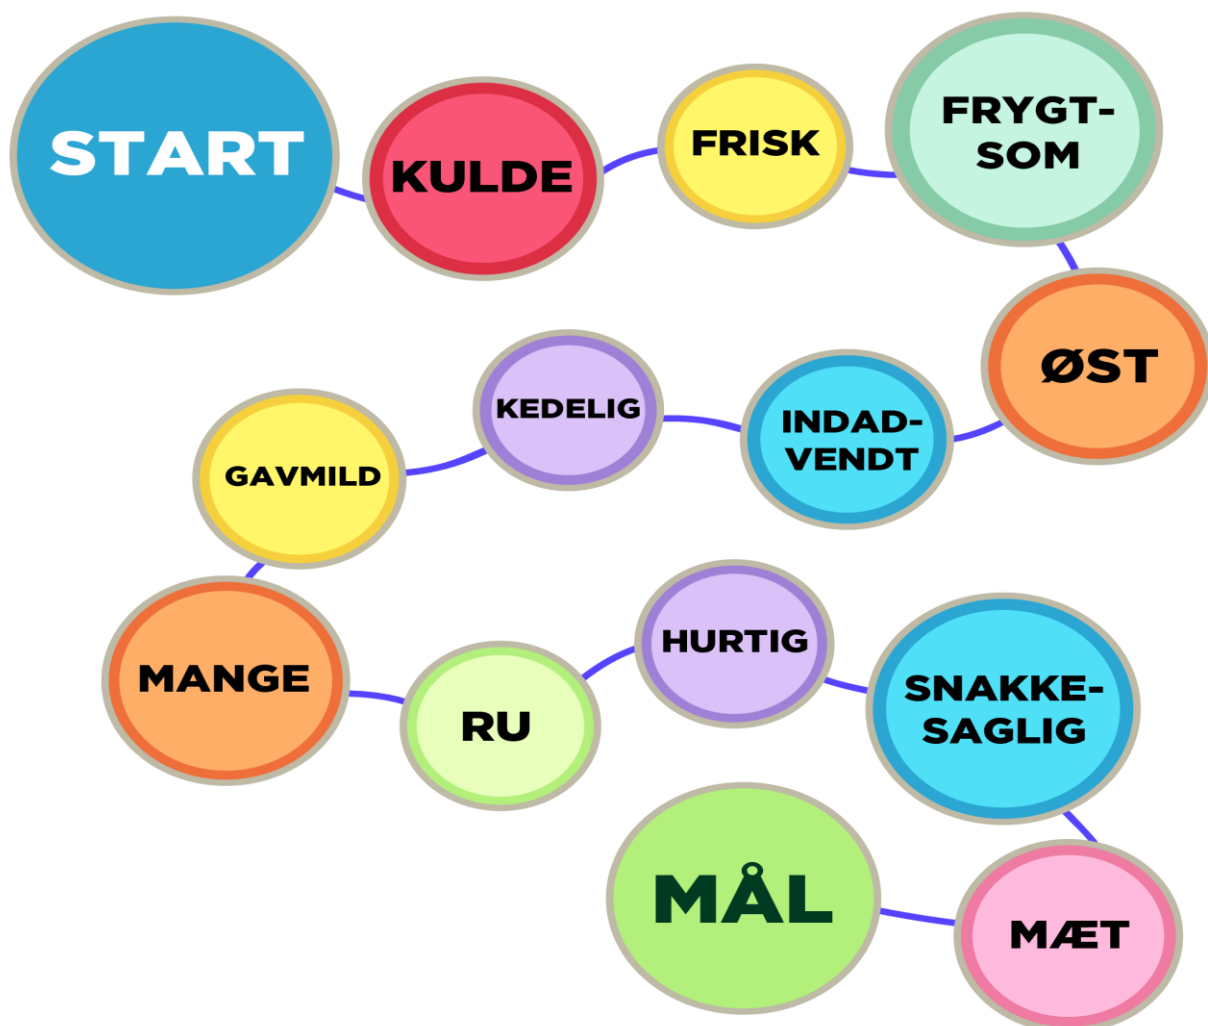 START
KULDE
FRISK
FRYGT-
SOM
ØST
INDAD-
VENDT
KEDELIG
GAVMILD
MANGE
RU
HURTIG
SNAKKE-
SAGLIG
MÆT
MÅL